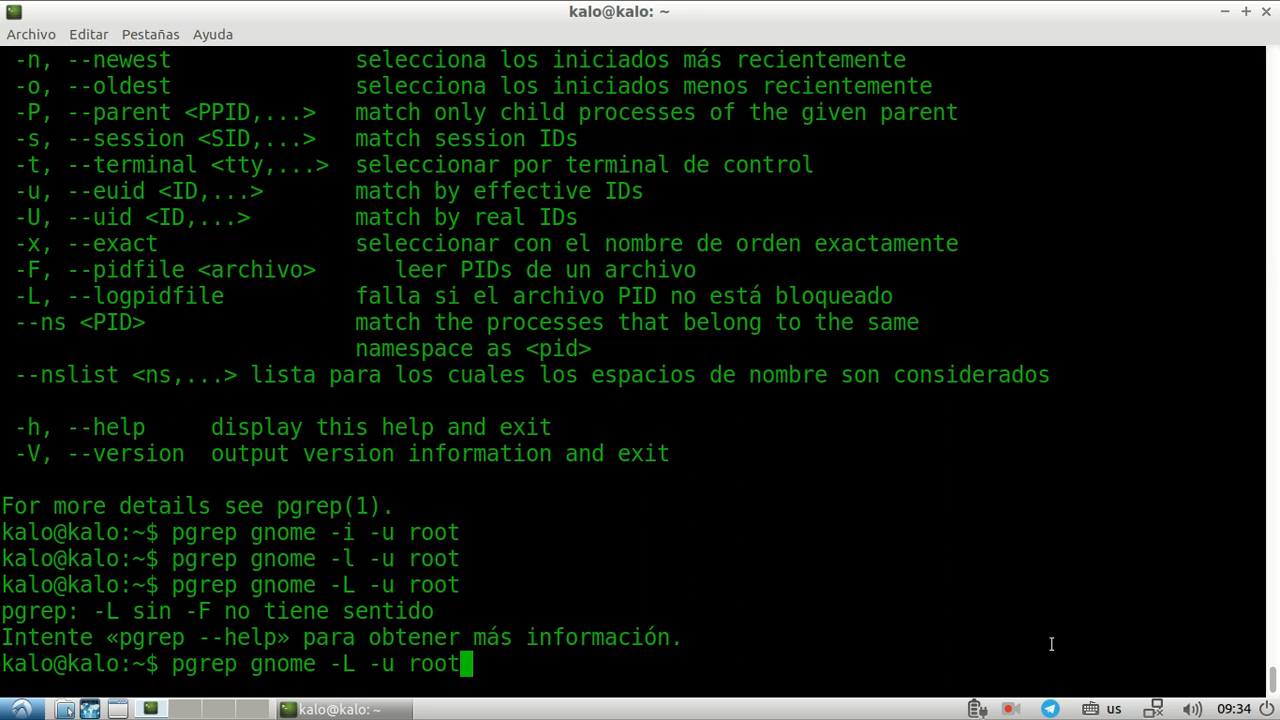 kalo@kalo: ~
Archivo Editar Pestañas Ayuda
-n, --newest selecciona los iniciados más recientemente
-o, --oldest selecciona los iniciados menos recientemente
-P, --parent <PPID,...> match only child processes of the given parent
-s, --session <SID,...> match session IDs
-t, --terminal <tty,...> seleccionar por terminal de control
-u, --euid <ID,...> match by effective IDs
-U, --uid <ID,...> match by real IDs
-x, --exact seleccionar con el nombre de orden exactamente
-F, --pidfile <archivo> leer PIDs de un archivo
-L, --logpidfile falla si el archivo PID no está bloqueado
--ns <PID> match the processes that belong to the same
namespace as <pid>
--nslist <ns,...> lista para los cuales los espacios de nombre son considerados
-h, --help display this help and exit
-V, --version output version information and exit
For more details see pgrep(1).
kalo@kalo:~$ pgrep gnome -i -u root
kalo@kalo:~$ pgrep gnome -l -u root
kalo@kalo:~$ pgrep gnome -L -u root
pgrep: -L sin -F no tiene sentido
Intente «pgrep --help» para obtener más información.
kalo@kalo:~$ pgrep gnome -L -u root
kalo@kalo: ~ us 09:34